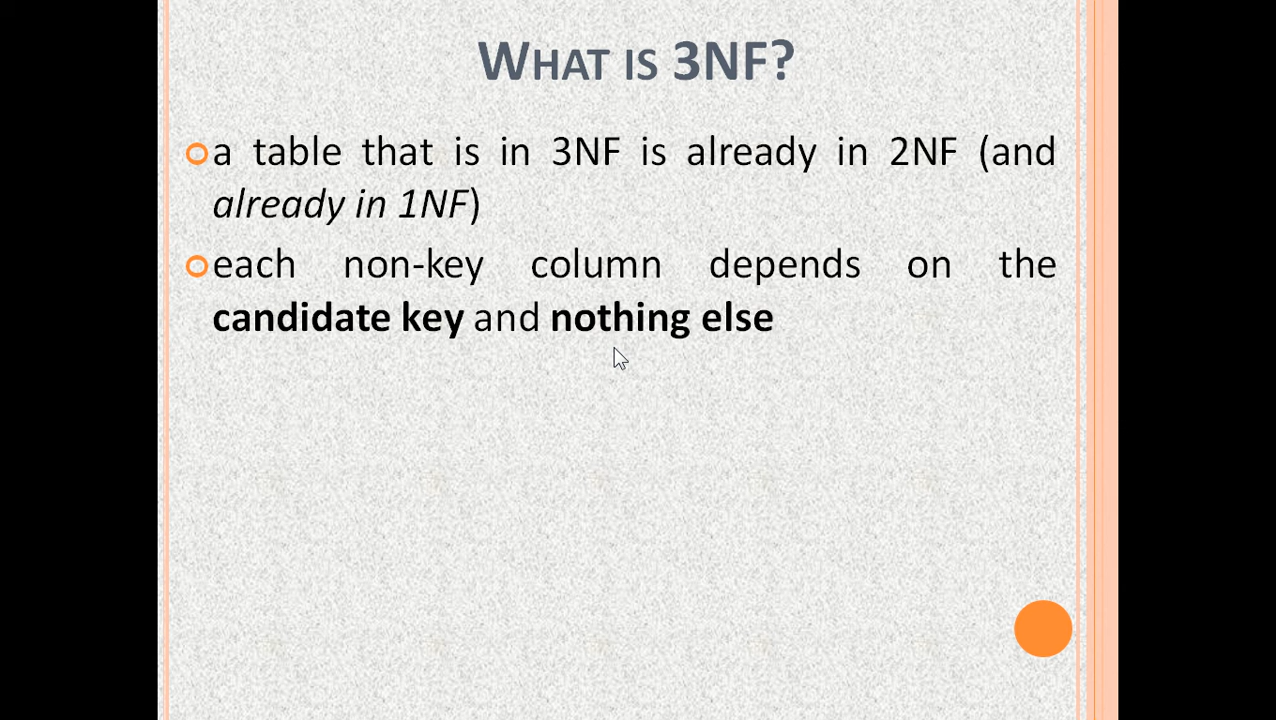 WHAT IS 3NF?
a table that is in 3NF is already in 2NF (and
already in 1NF)
each non-key column depends on the
candidate key and nothing else